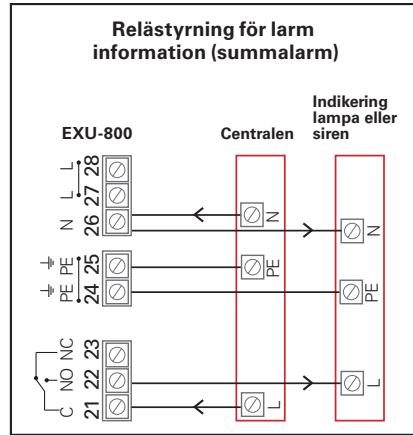 Relästyrning för larm
information (summalarm)
Indikering
lampa eller
siren
EXU-800
Centralen
L 28
L 27
N 26
PE 25
PE 24
NC 23
NO 22
C 21
N
PE
L
N
PE
L